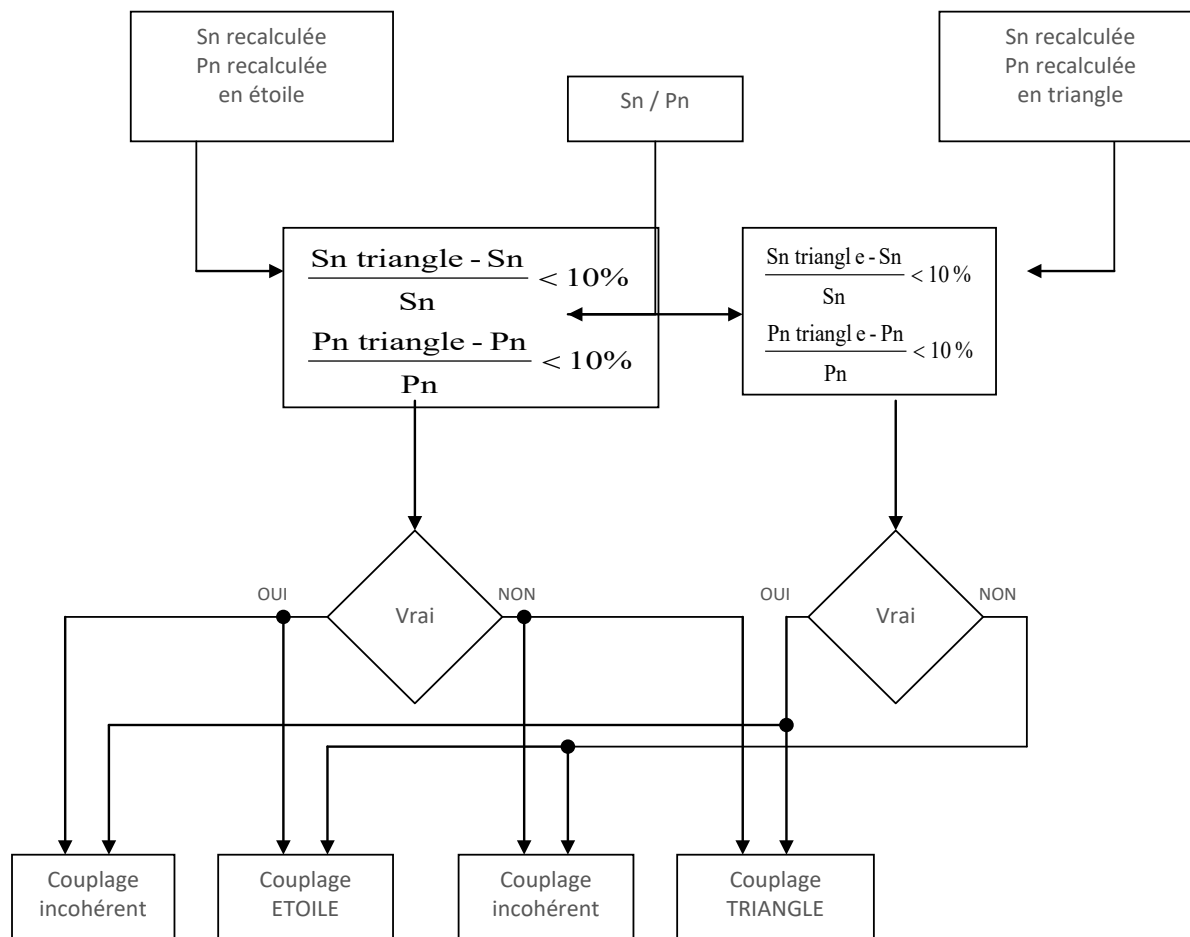 Sn recalculée
Pn recalculée
en étoile
Sn / Pn
Sn recalculée
Pn recalculée
en triangle
Sn triangle - Sn
Sn
< 10%
Pn triangle - Pn
Pn
< 10%
Sn triangl e - Sn
Sn
< 10 %
Pn triangl e - Pn
Pn
< 10 %
OUI
Vrai
NON
OUI
Vrai
NON
Couplage
incohérent
Couplage
ETOILE
Couplage
incohérent
Couplage
TRIANGLE